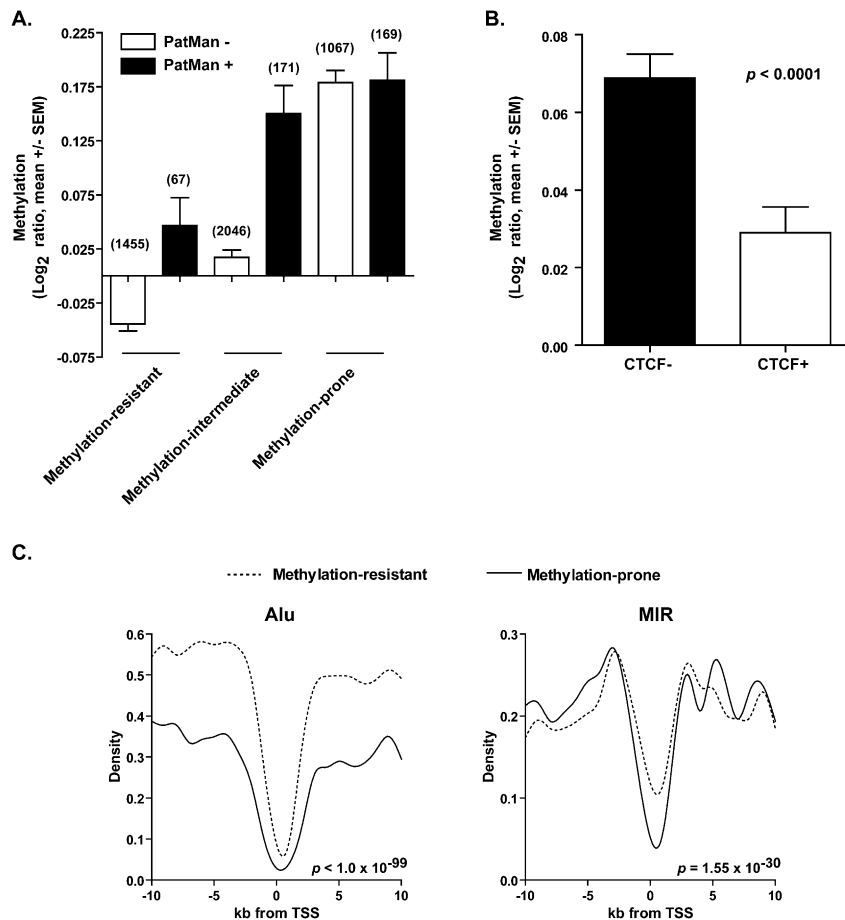 A.
PatMan -
PatMan +
Methylation
(Log2 ratio, mean +/- SEM)
0.225
0.175
0.125
0.075
0.025
-0.025
-0.075
(1455)
(67)
(2046)
(171)
(1067)
(169)
Methylation-resistant
Methylation-intermediate
Methylation-prone
B.
Methylation
(Log2 ratio, mean +/- SEM)
0.08
0.06
0.04
0.02
0.00
p < 0.0001
CTCF-
CTCF+
C.
Methylation-resistant
Methylation-prone
Alu
Density
0.6
0.5
0.4
0.3
0.2
0.1
0.0
p < 1.0 x 10-99
-10
-5
0
5
10
kb from TSS
MIR
Density
0.3
0.2
0.1
0.0
p = 1.55 x 10-30
-10
-5
0
5
10
kb from TSS